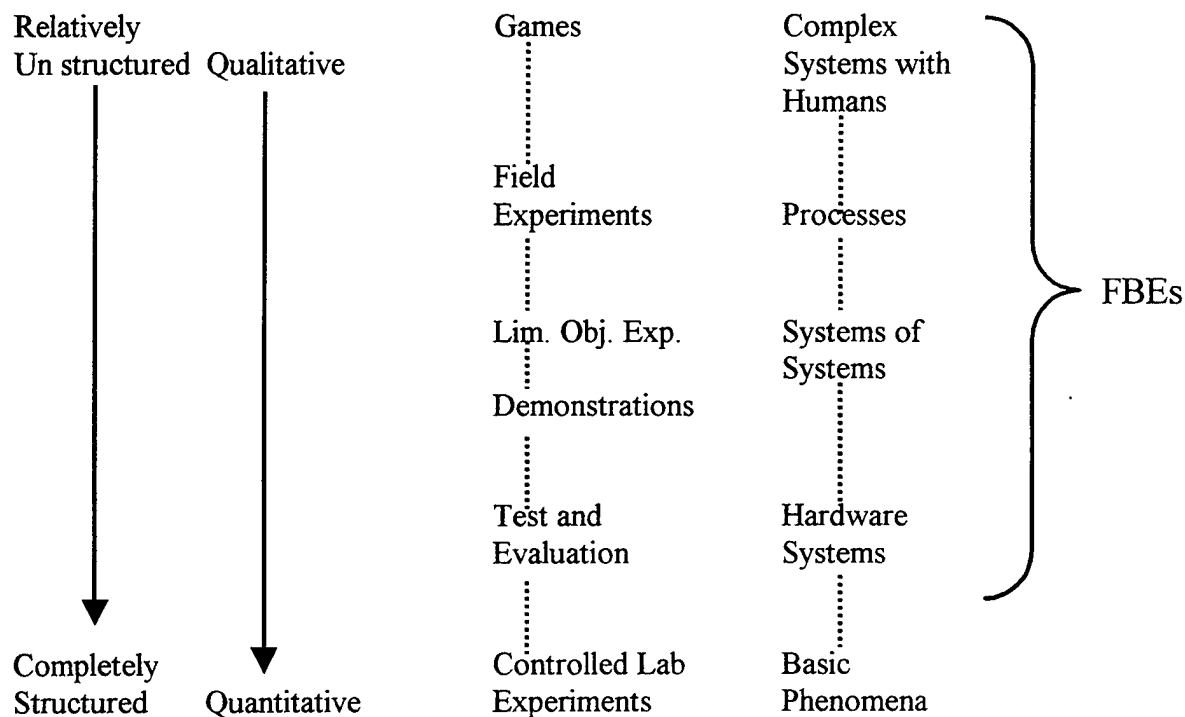 Relatively
Un structured Qualitative
Games
Complex
Systems with
Humans
Field
Experiments
Processes
FBEs
Lim. Obj. Exp.
Systems of
Systems
Demonstrations
Test and
Evaluation
Hardware
Systems
Completely
Structured
Quantitative
Controlled Lab
Experiments
Basic
Phenomena